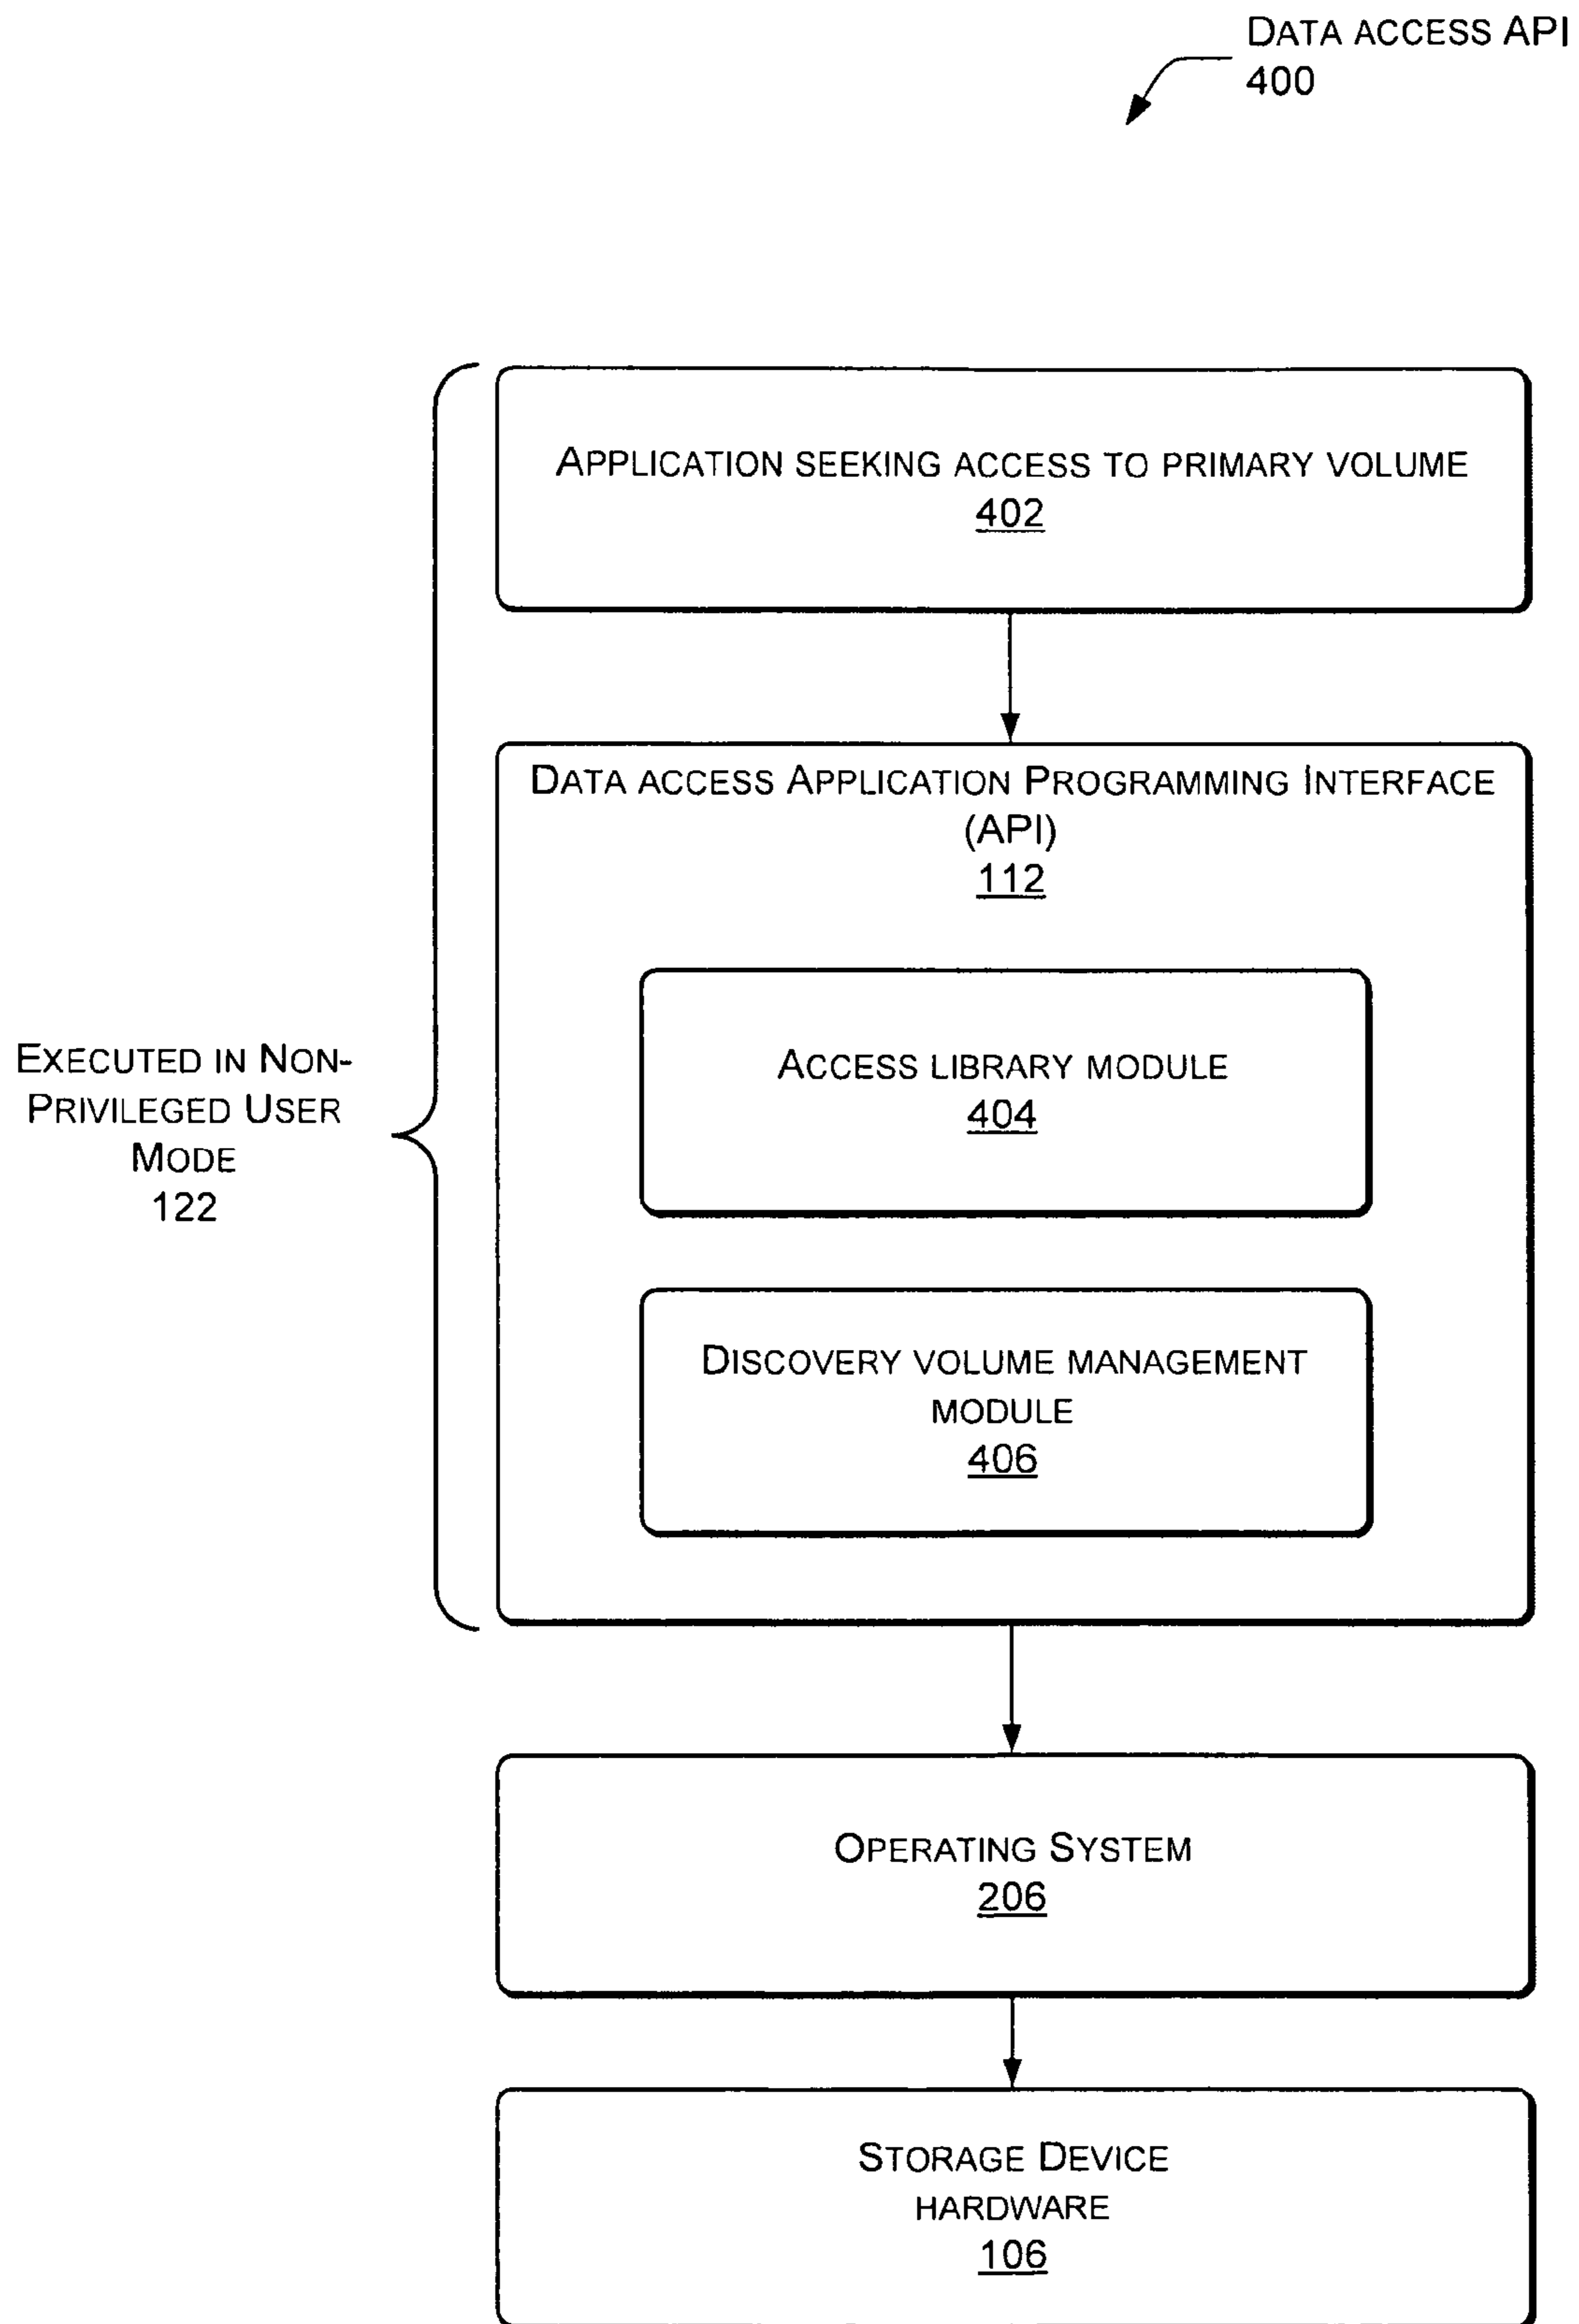 DATA ACCESS API
400
APPLICATION SEEKING ACCESS TO PRIMARY VOLUME
402
DATA ACCESS APPLICATION PROGRAMMING INTERFACE
(API)
112
ACCESS LIBRARY MODULE
404
DISCOVERY VOLUME MANAGEMENT
MODULE
406
EXECUTED IN NON-
PRIVILEGED USER
MODE
122
OPERATING SYSTEM
206
STORAGE DEVICE
HARDWARE
106